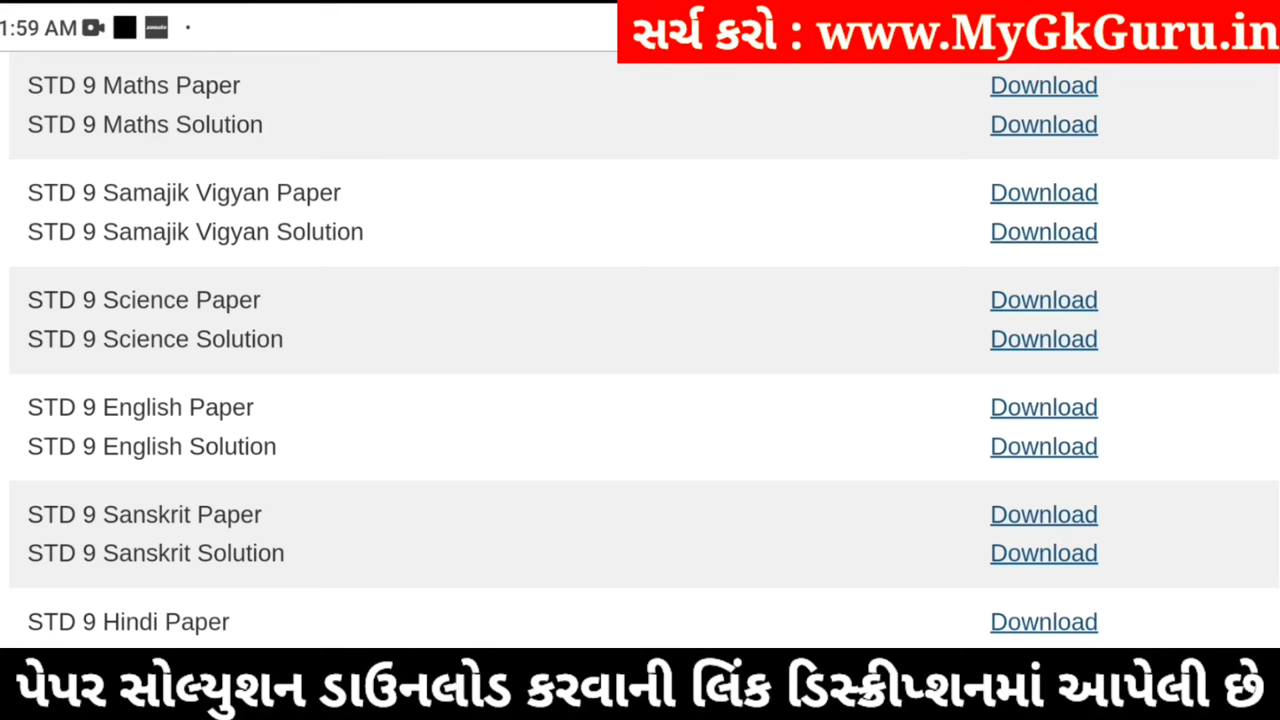 1:59 AM
સર્ચ કરો : www.MyGkGuru.in
STD 9 Maths Paper Download
STD 9 Maths Solution Download
STD 9 Samajik Vigyan Paper Download
STD 9 Samajik Vigyan Solution Download
STD 9 Science Paper Download
STD 9 Science Solution Download
STD 9 English Paper Download
STD 9 English Solution Download
STD 9 Sanskrit Paper Download
STD 9 Sanskrit Solution Download
STD 9 Hindi Paper Download
પેપર સોલ્યુશન ડાઉનલોડ કરવાની લિંક ડિસ્ક્રીપ્શનમાં આપેલી છે